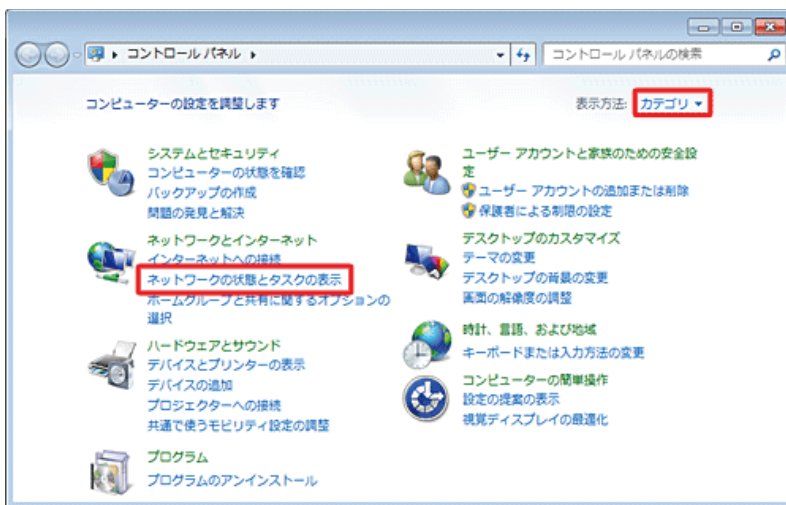 コントロール パネル
コントロール パネルの検索
コンピューターの設定を調整します
表示方法: カテゴリ
システムとセキュリティ
コンピューターの状態を確認
バックアップの作成
問題の発見と解決
ネットワークとインターネット
インターネットへの接続
ネットワークの状態とタスクの表示
ホームグループと共有に関するオプションの
選択
ハードウェアとサウンド
デバイスとプリンターの表示
デバイスの追加
プロジェクターへの接続
共通で使うモビリティ設定の調整
プログラム
プログラムのアンインストール
ユーザー アカウントと家族のための安全設
定
ユーザー アカウントの追加または削除
保護者による制限の設定
デスクトップのカスタマイズ
テーマの変更
デスクトップの背景の変更
画面の解像度の調整
時計、言語、および地域
キーボードまたは入力方法の変更
コンピューターの簡単操作
設定の提案の表示
視覚ディスプレイの最適化